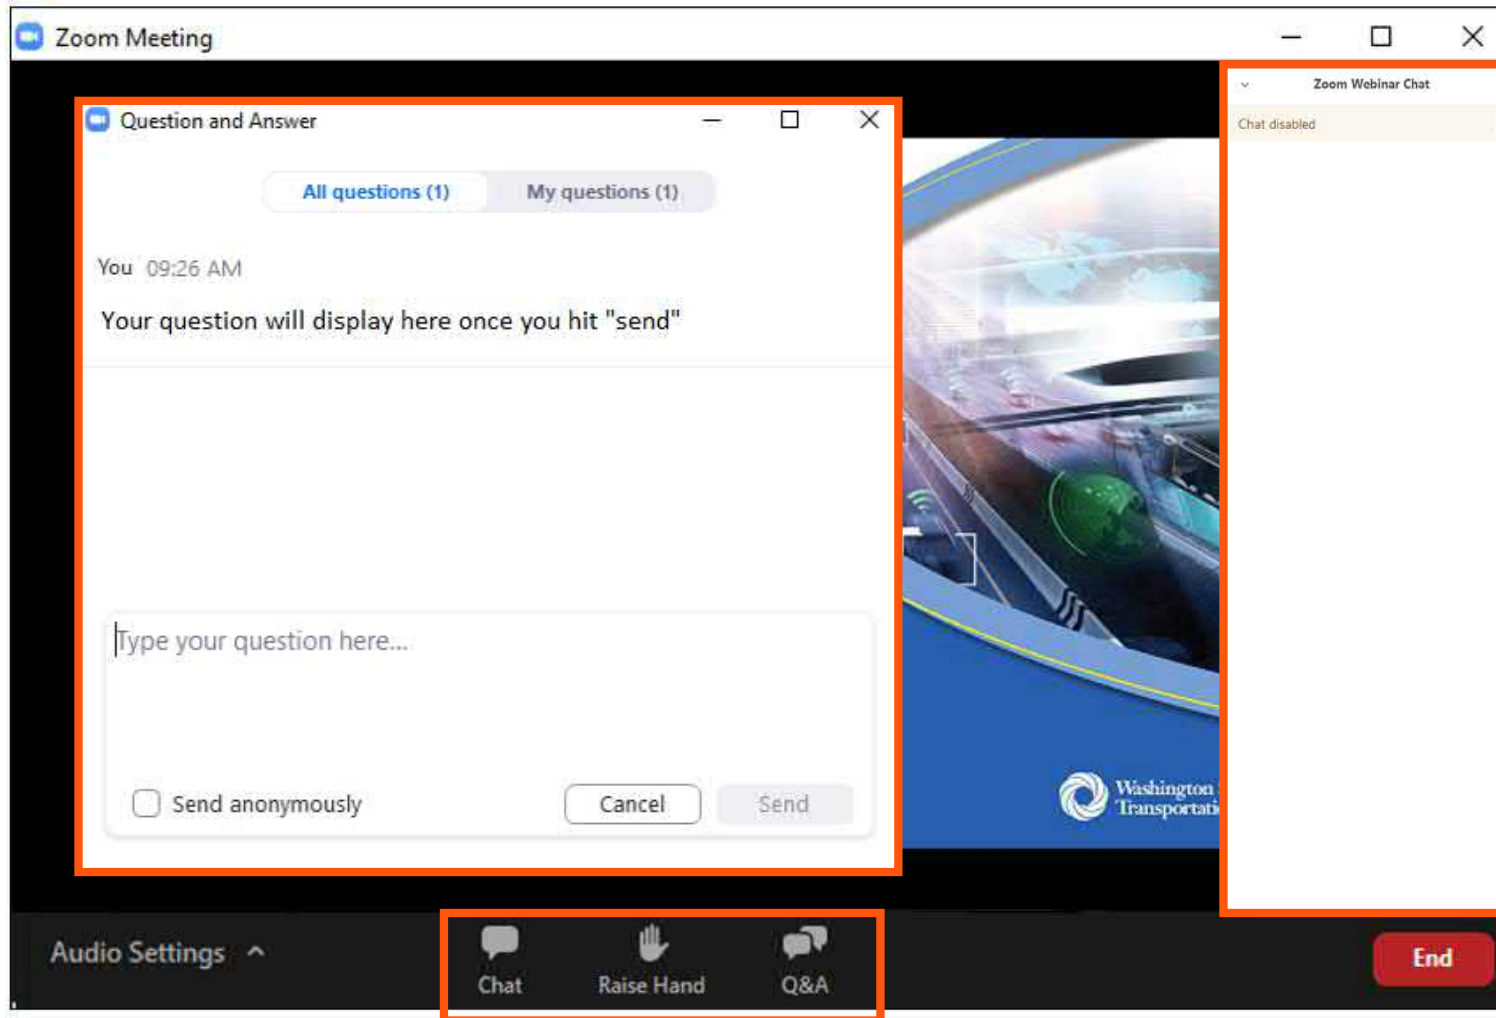 Zoom Meeting
Question and Answer
All questions (1) My questions (1)
You 09:26 AM
Your question will display here once you hit "send"
Type your question here...
Send anonymously Cancel Send
Zoom Webinar Chat
Chat disabled
Washington
Audio Settings
Chat Raise Hand Q&A
End